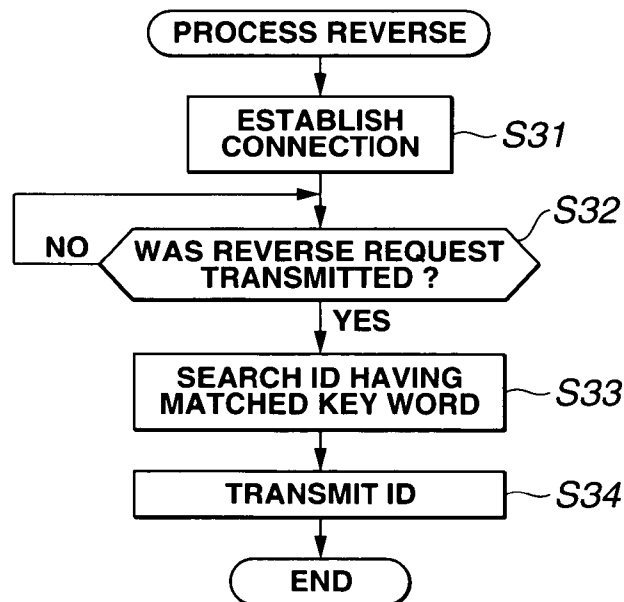 PROCESS REVERSE
ESTABLISH
CONNECTION
S31
S32
NO
WAS REVERSE REQUEST
TRANSMITTED ?
YES
SEARCH ID HAVING
MATCHED KEY WORD
S33
TRANSMIT ID
S34
END